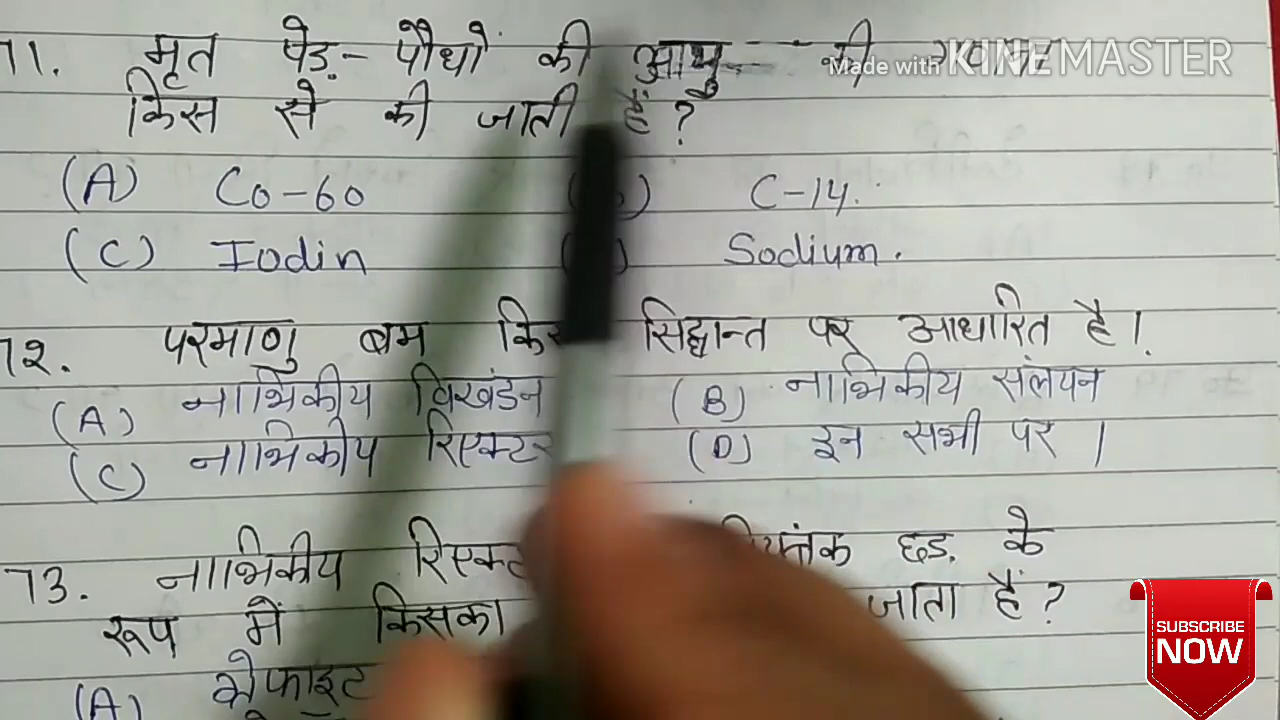 71. मृत पेड़-पौधों की आयु की
Made with KINEMASTER
किस से की जाती है ?
(A) Co-60 C-14.
(C) Iodin Sodium.
72. परमाणु बम सिद्धान्त पर आधारित है।
(A) नाभिकीय विखंडन (B) नाभिकीय संलयन
(C) नाभिकीय रिएक्टर (D) इन सभी पर ।
73. नाभिकीय छड़ के
रूप में किसका जाता हैं ?
(A)
SUBSCRIBE
NOW